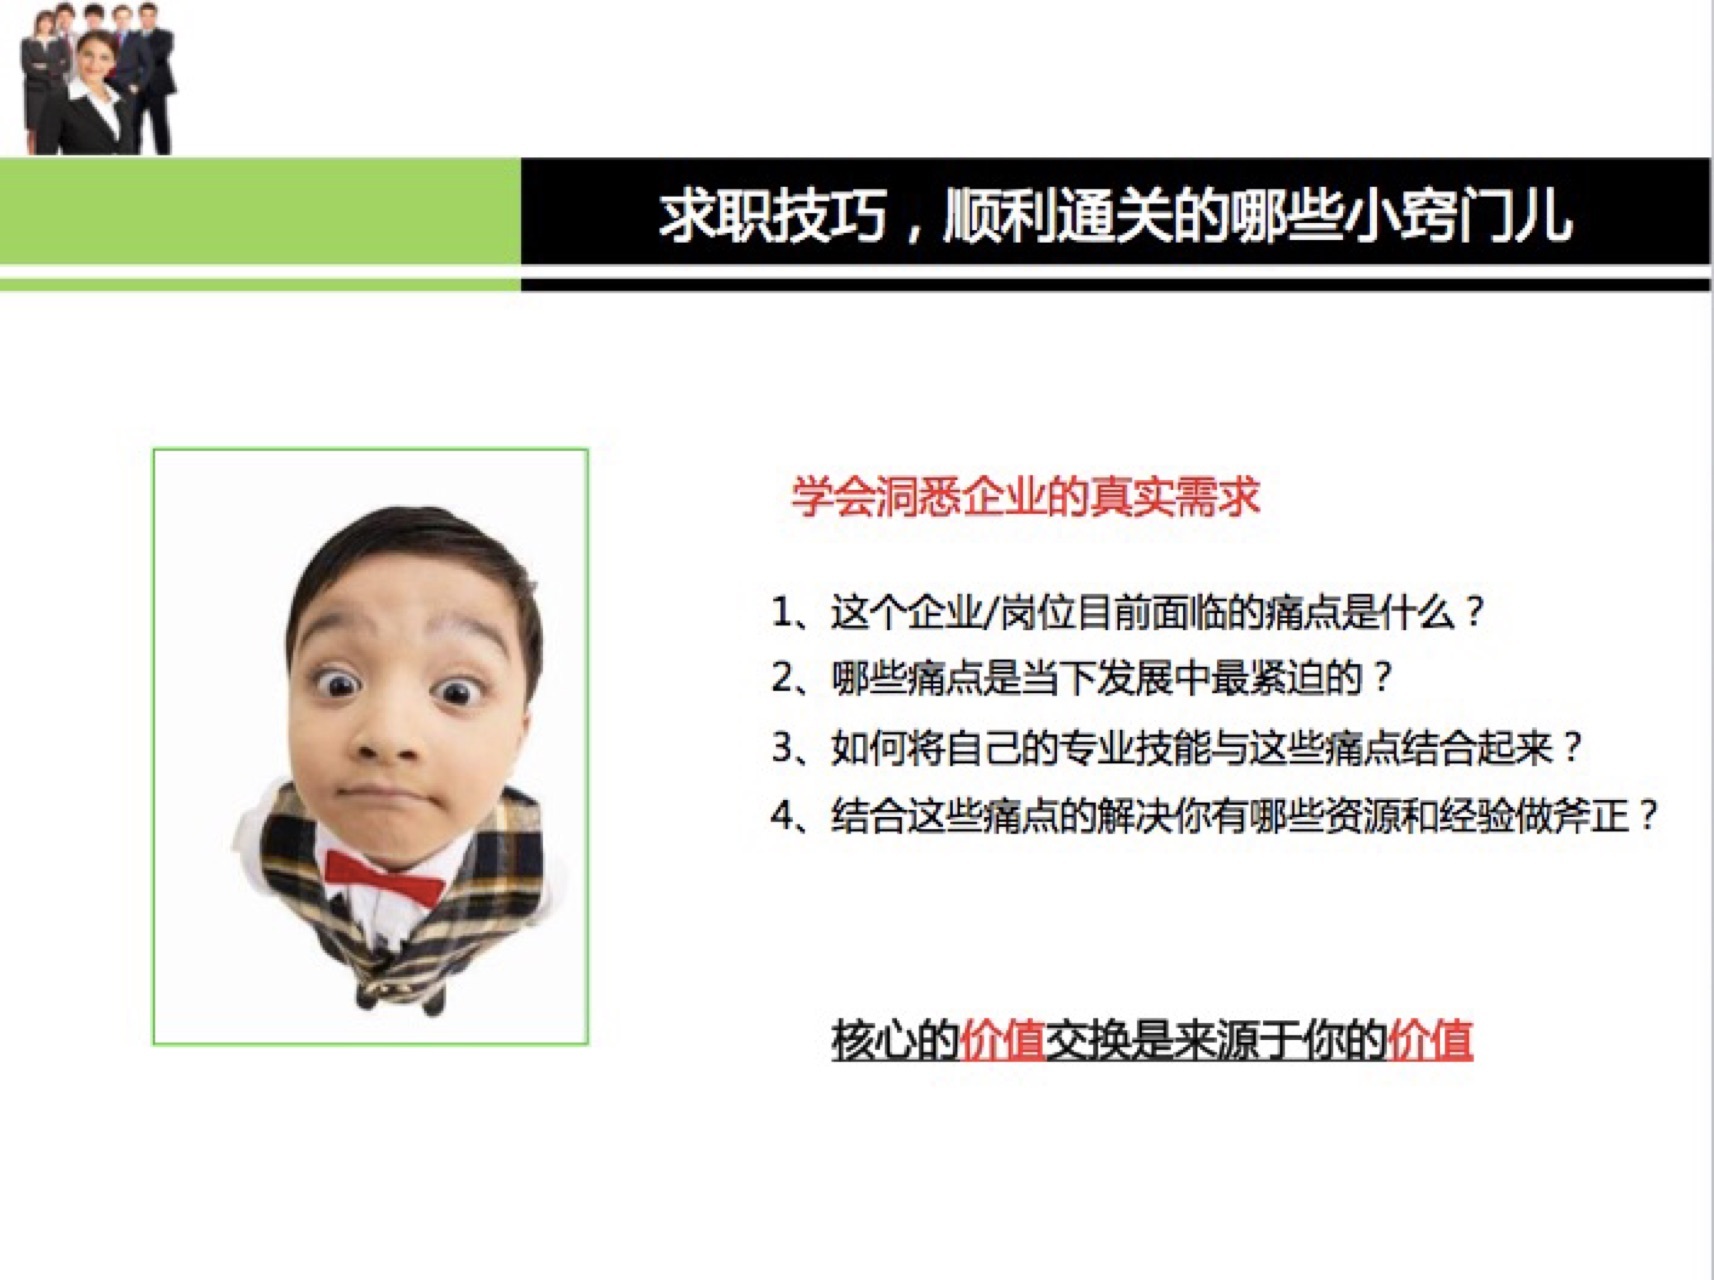 求职技巧，顺利通关的哪些小窍门儿
学会洞悉企业的真实需求
1、这个企业/岗位目前面临的痛点是什么？
2、哪些痛点是当下发展中最紧迫的？
3、如何将自己的专业技能与这些痛点结合起来？
4、结合这些痛点的解决你有哪些资源和经验做斧正？
核心的价值交换是来源于你的价值